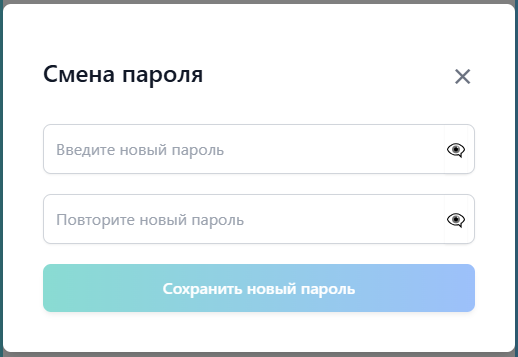 Смена пароля
Введите новый пароль
Повторите новый пароль
Сохранить новый пароль